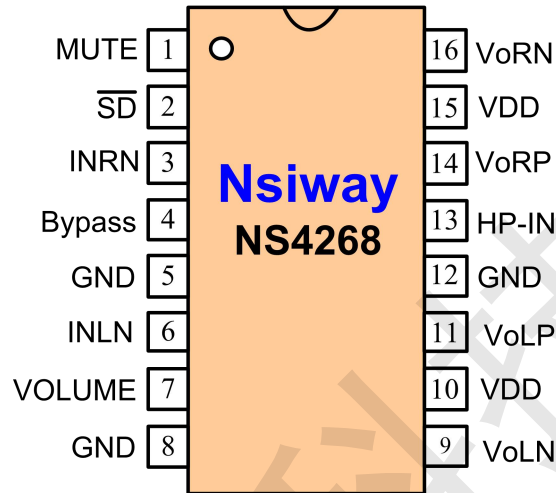 MUTE 1 16 VoRN
SD 2 15 VDD
INRN 3 14 VoRP
Nsiway
Bypass 4 13 HP-IN
NS4268
GND 5 12 GND
INLN 6 11 VoLP
VOLUME 7 10 VDD
GND 8 9 VoLN